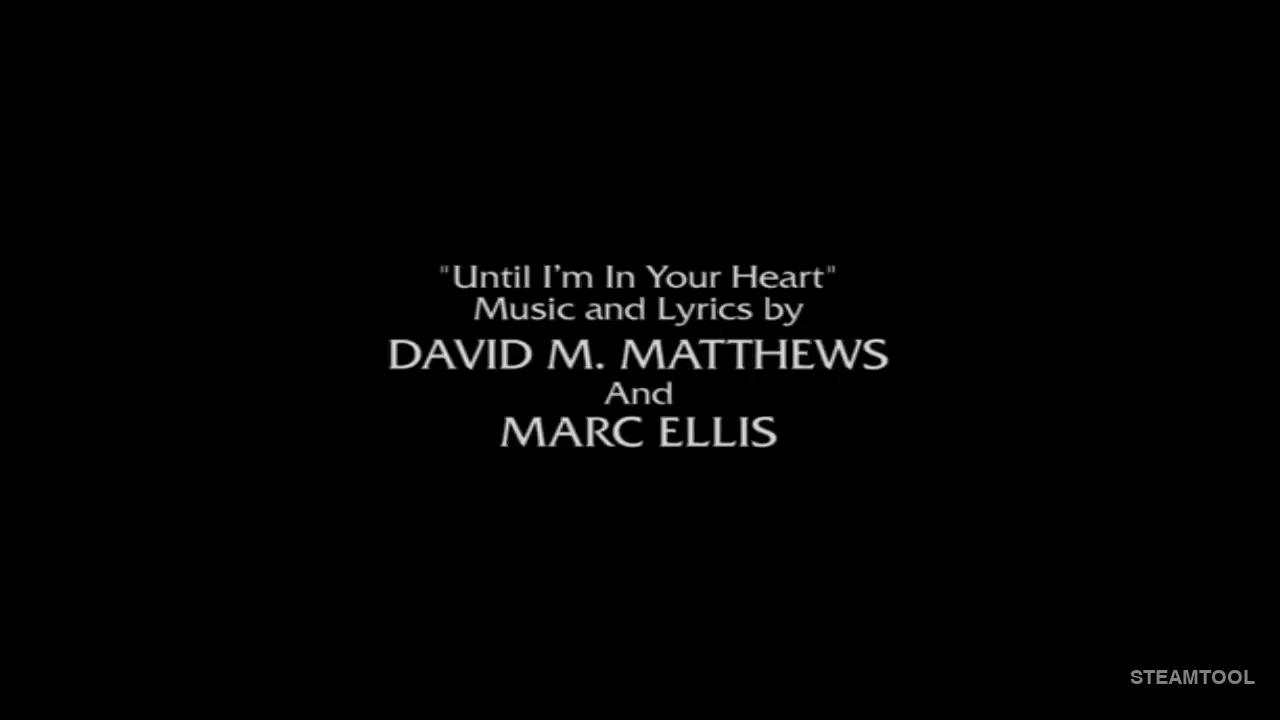 "Until I'm In Your Heart"
Music and Lyrics by
DAVID M. MATTHEWS
And
MARC ELLIS
STEAMTOOL